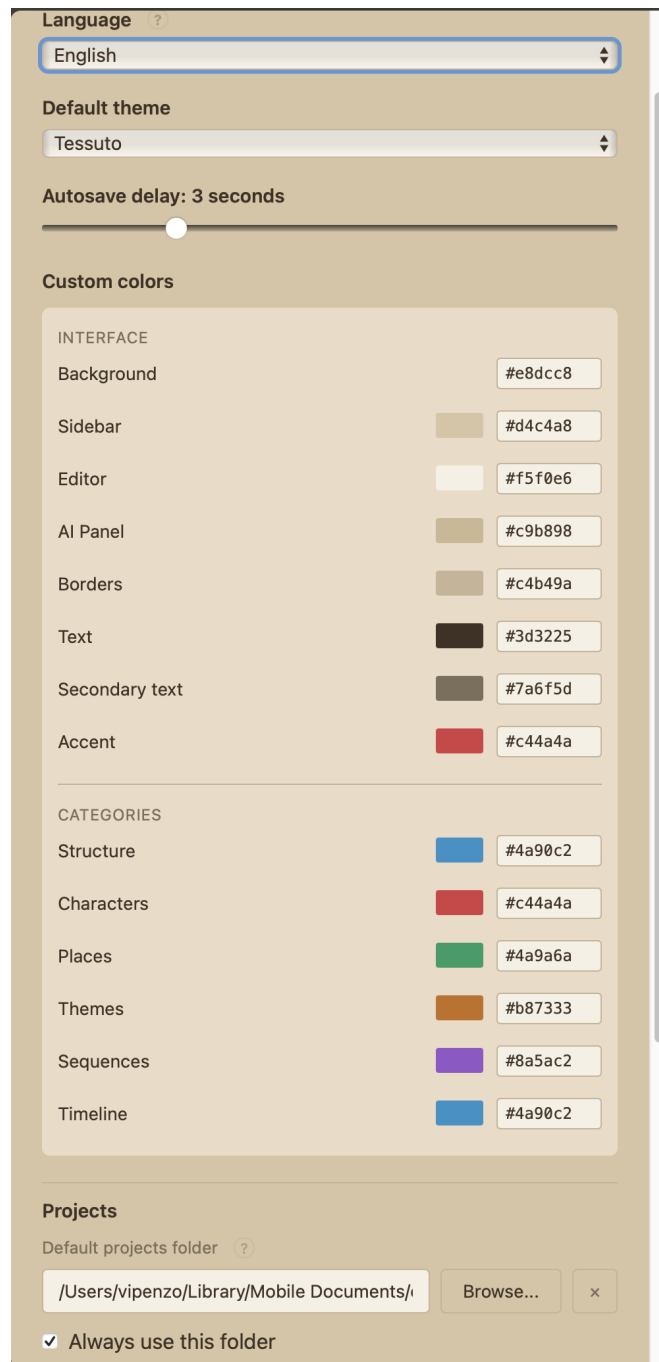 Language ?
English
Default theme
Tessuto
Autosave delay: 3 seconds
Custom colors
INTERFACE
Background #e8dcc8
Sidebar #d4c4a8
Editor #f5f0e6
AI Panel #c9b898
Borders #c4b49a
Text #3d3225
Secondary text #7a6f5d
Accent #c44a4a
CATEGORIES
Structure #4a90c2
Characters #c44a4a
Places #4a9a6a
Themes #b87333
Sequences #8a5ac2
Timeline #4a90c2
Projects
Default projects folder ?
/Users/vipenzo/Library/Mobile Documents/ Browse... ×
Always use this folder